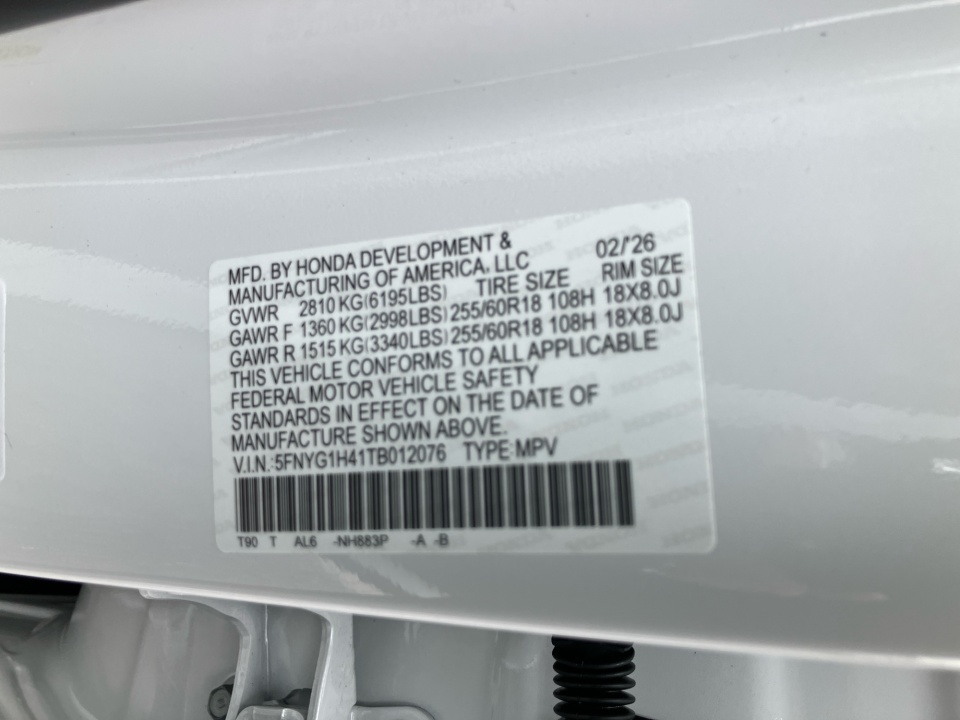 MFD. BY HONDA DEVELOPMENT & 02/'26
MANUFACTURING OF AMERICA, LLC
GVWR 2810 KG(6195LBS) TIRE SIZE RIM SIZE
GAWR F 1360 KG(2998LBS) 255/60R18 108H 18X8.0J
GAWR R 1515 KG(3340LBS) 255/60R18 108H 18X8.0J
THIS VEHICLE CONFORMS TO ALL APPLICABLE
FEDERAL MOTOR VEHICLE SAFETY
STANDARDS IN EFFECT ON THE DATE OF
MANUFACTURE SHOWN ABOVE.
V.I.N.:5FNYG1H41TB012076 TYPE:MPV
T90 T AL6 -NH883P -A -B